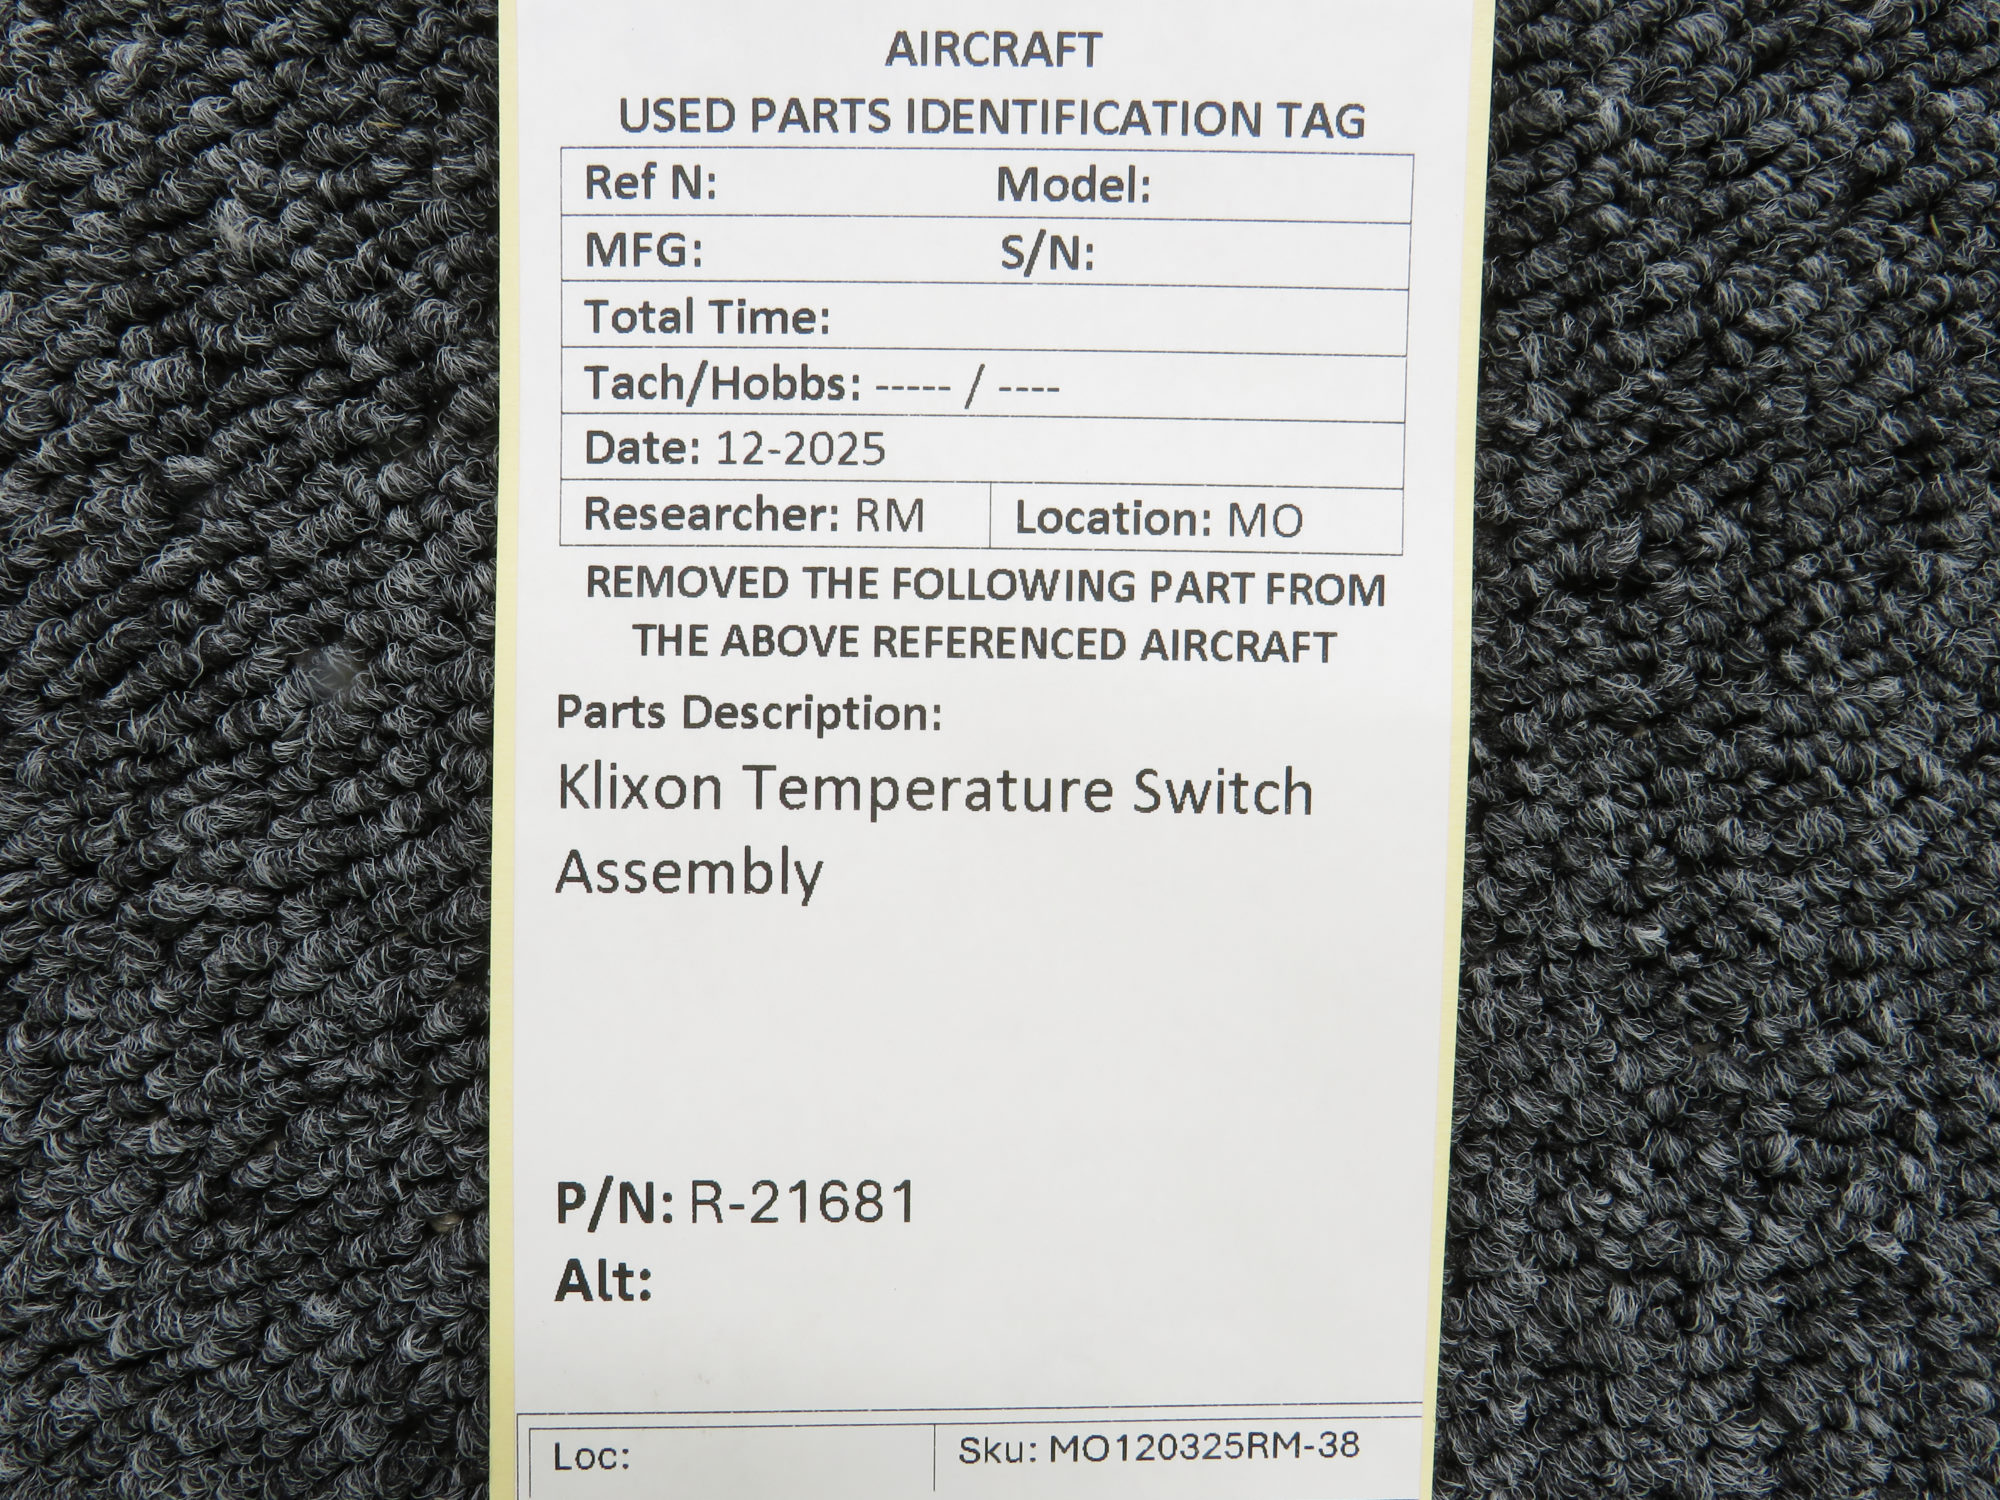 AIRCRAFT
USED PARTS IDENTIFICATION TAG
Ref N: Model:
MFG: S/N:
Total Time:
Tach/Hobbs: ----- / ----
Date: 12-2025
Researcher: RM Location: MO
REMOVED THE FOLLOWING PART FROM
THE ABOVE REFERENCED AIRCRAFT
Parts Description:
Klixon Temperature Switch
Assembly
P/N: R-21681
Alt:
Loc: Sku: MO120325RM-38